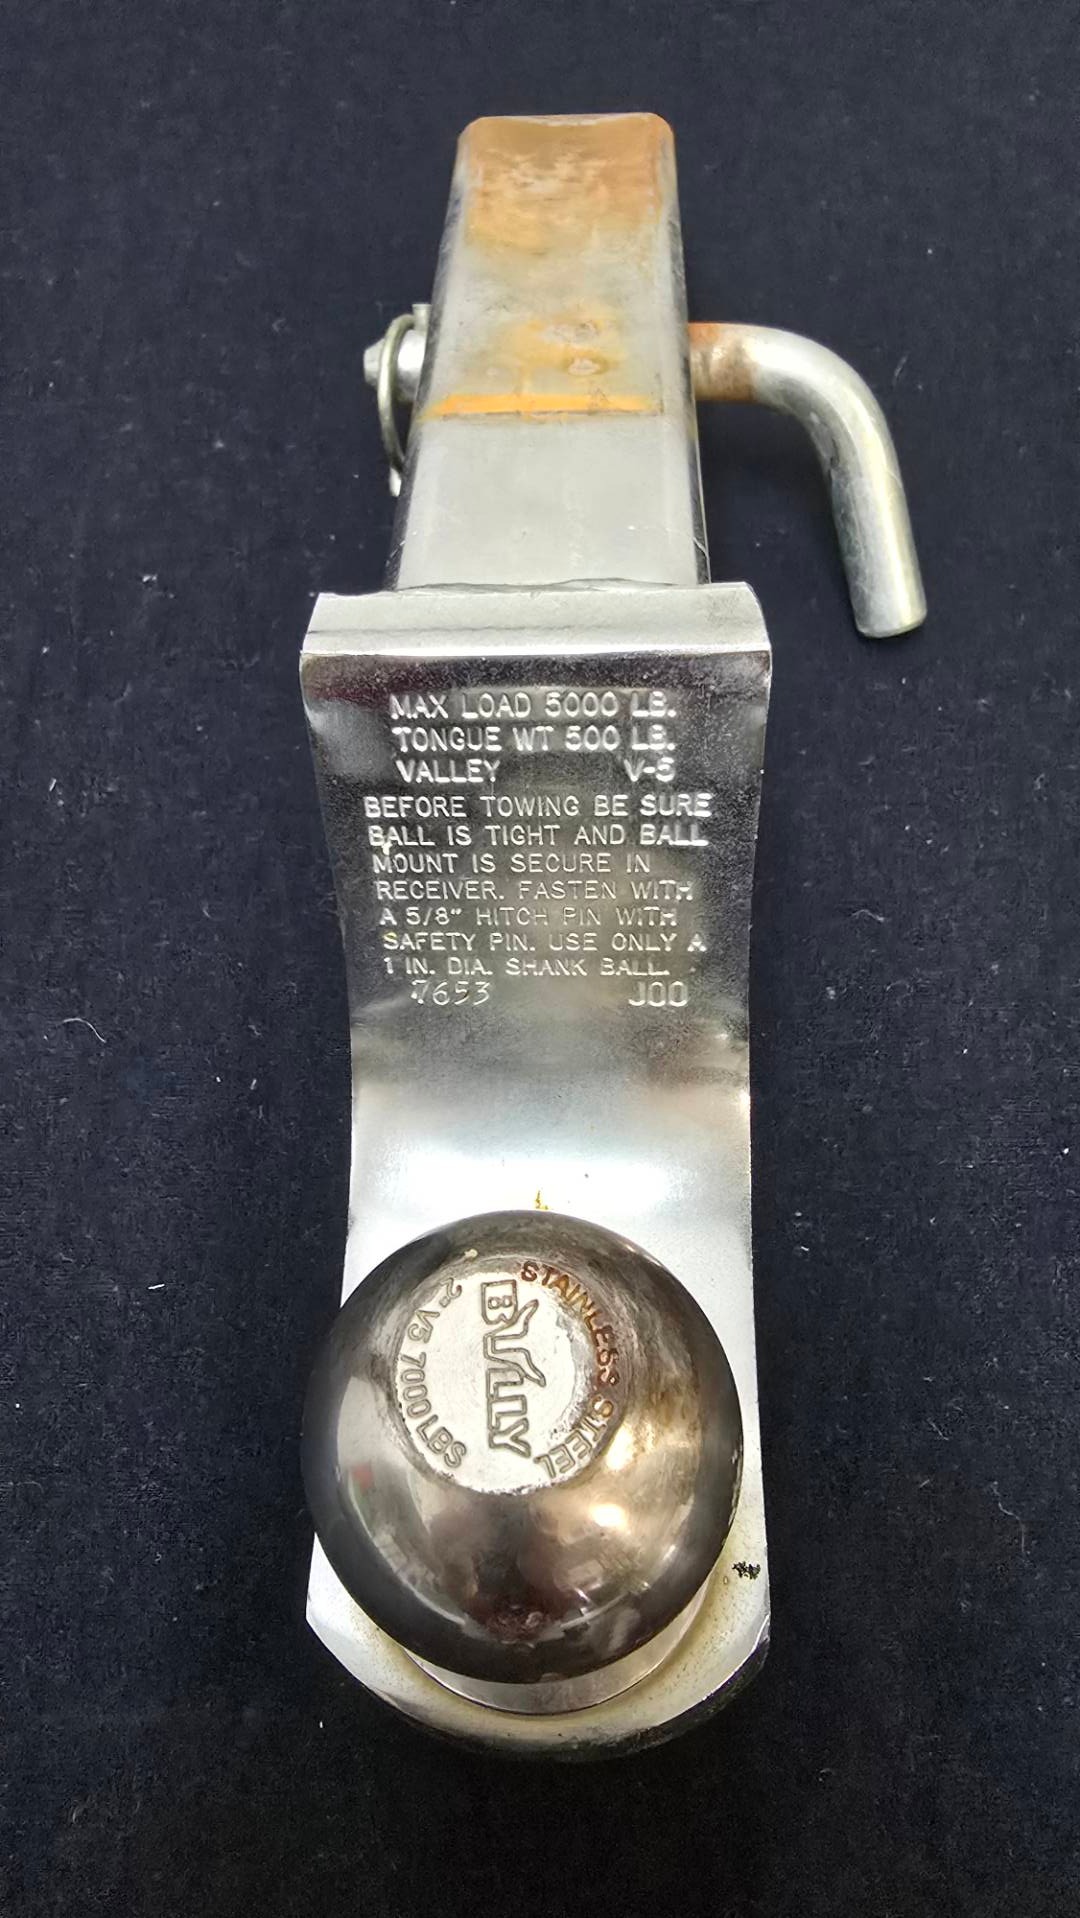 MAX LOAD 5000 LB.
TONGUE WT 500 LB.
VALLEY V-5
BEFORE TOWING BE SURE
BALL IS TIGHT AND BALL
MOUNT IS SECURE IN
RECEIVER. FASTEN WITH
A 5/8" HITCH PIN WITH
SAFETY PIN. USE ONLY A
1 IN. DIA. SHANK BALL.
7653 J00
STAINLESS STEEL
BULLY
2" V5 7000 LBS